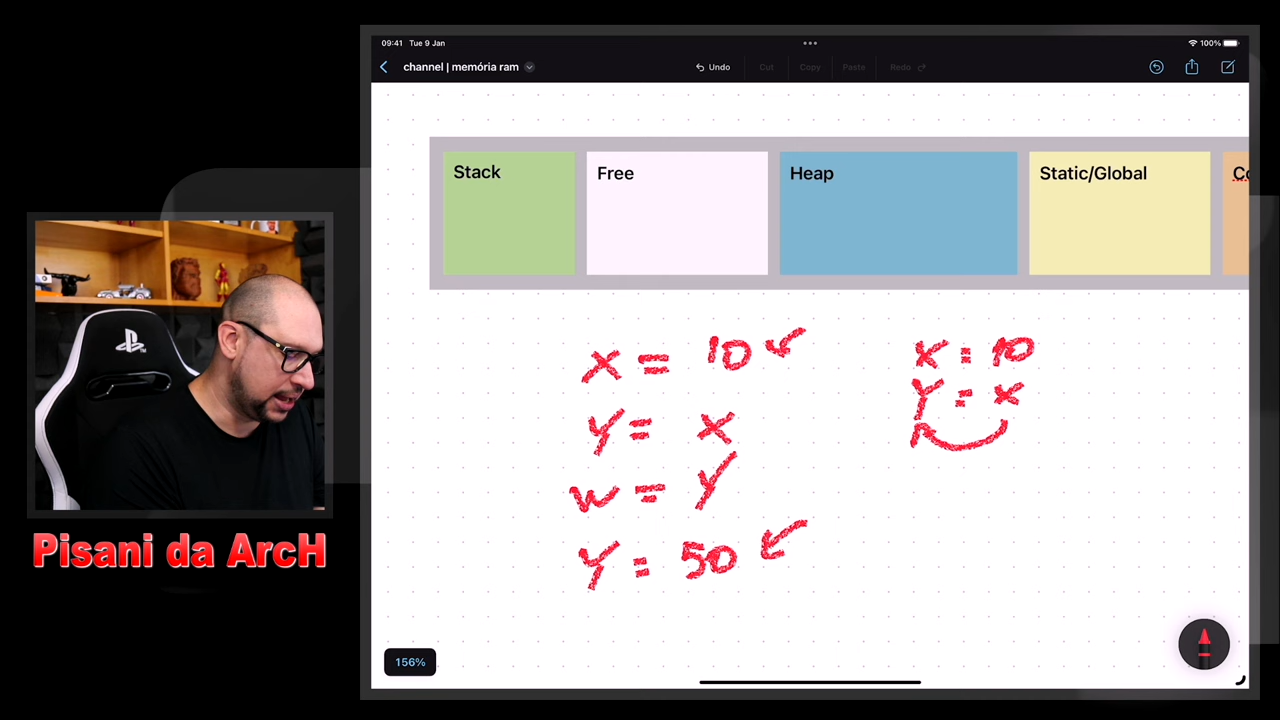 09:41 Tue 9 Jan
100%
channel | memória ram
Undo
Cut
Copy
Paste
Redo
Stack
Free
Heap
Static/Global
Co
x = 10
y = x
w = y
y = 50
x = 10
y = x
Pisani da ArcH
156%